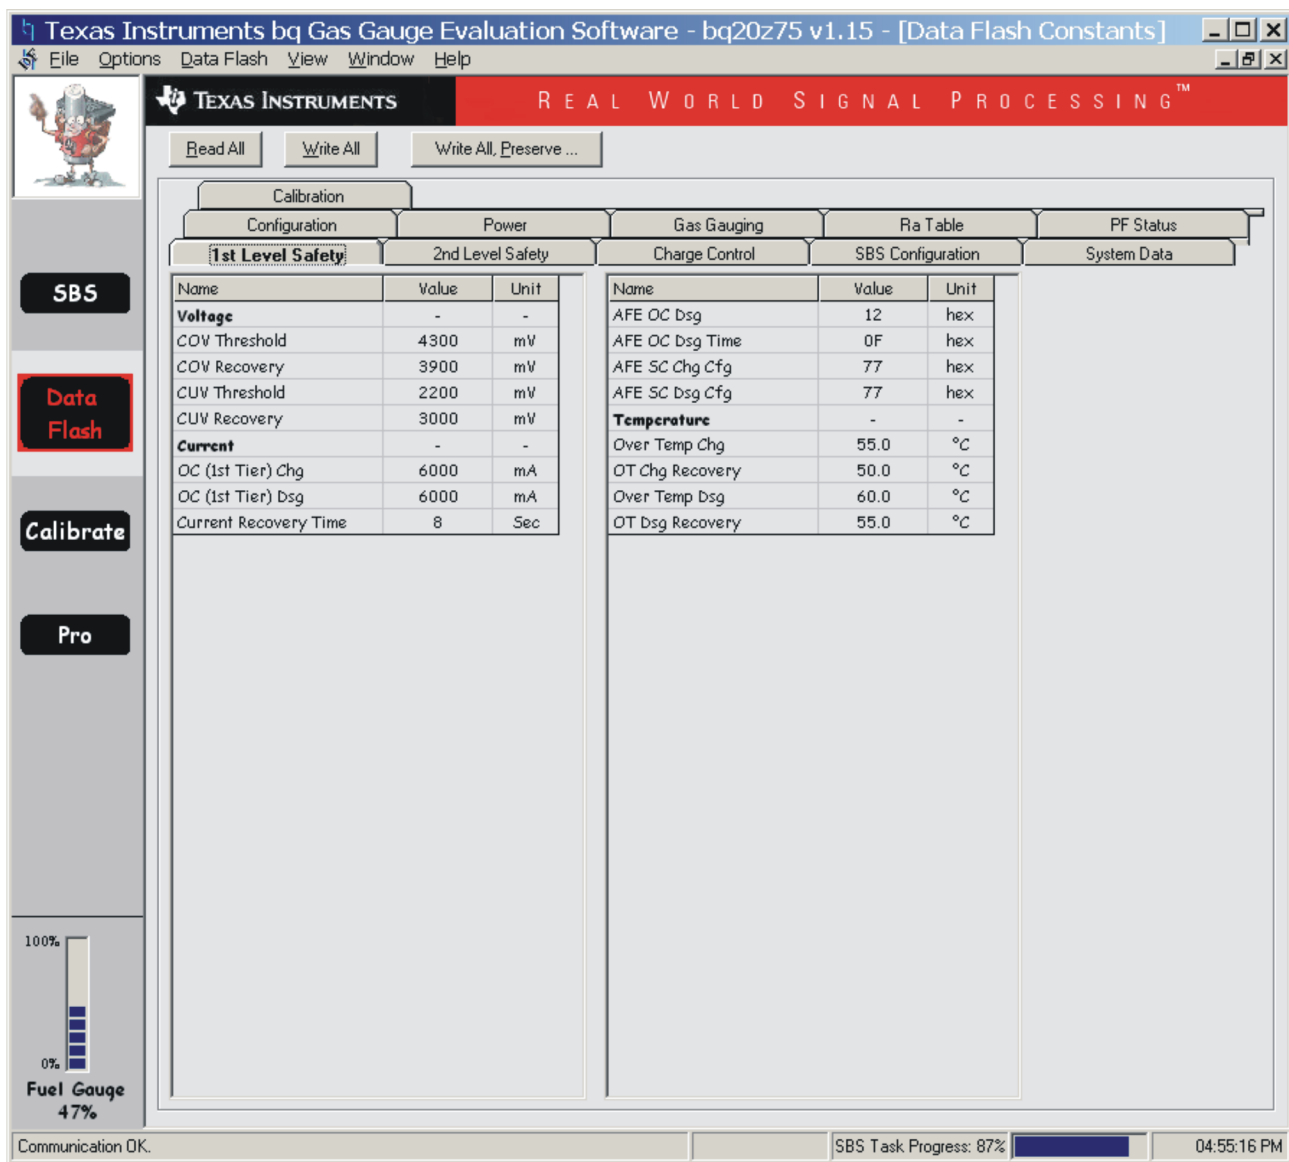 Texas Instruments bq Gas Gauge Evaluation Software - bq20z75 v1.15 - [Data Flash Constants]
File Options Data Flash View Window Help
TEXAS INSTRUMENTS REAL WORLD SIGNAL PROCESSING™
Read All Write All Write All, Preserve ...
Calibration
Configuration Power Gas Gauging Ra Table PF Status
1st Level Safety 2nd Level Safety Charge Control SBS Configuration System Data
SBS
Data
Flash
Calibrate
Pro
Name Value Unit
Voltage - -
COV Threshold 4300 mV
COV Recovery 3900 mV
CUV Threshold 2200 mV
CUV Recovery 3000 mV
Current - -
OC (1st Tier) Chg 6000 mA
OC (1st Tier) Dsg 6000 mA
Current Recovery Time 8 Sec
Name Value Unit
AFE OC Dsg 12 hex
AFE OC Dsg Time 0F hex
AFE SC Chg Cfg 77 hex
AFE SC Dsg Cfg 77 hex
Temperature - -
Over Temp Chg 55.0 °C
OT Chg Recovery 50.0 °C
Over Temp Dsg 60.0 °C
OT Dsg Recovery 55.0 °C
100%
0%
Fuel Gauge
47%
Communication OK. SBS Task Progress: 87% 04:55:16 PM